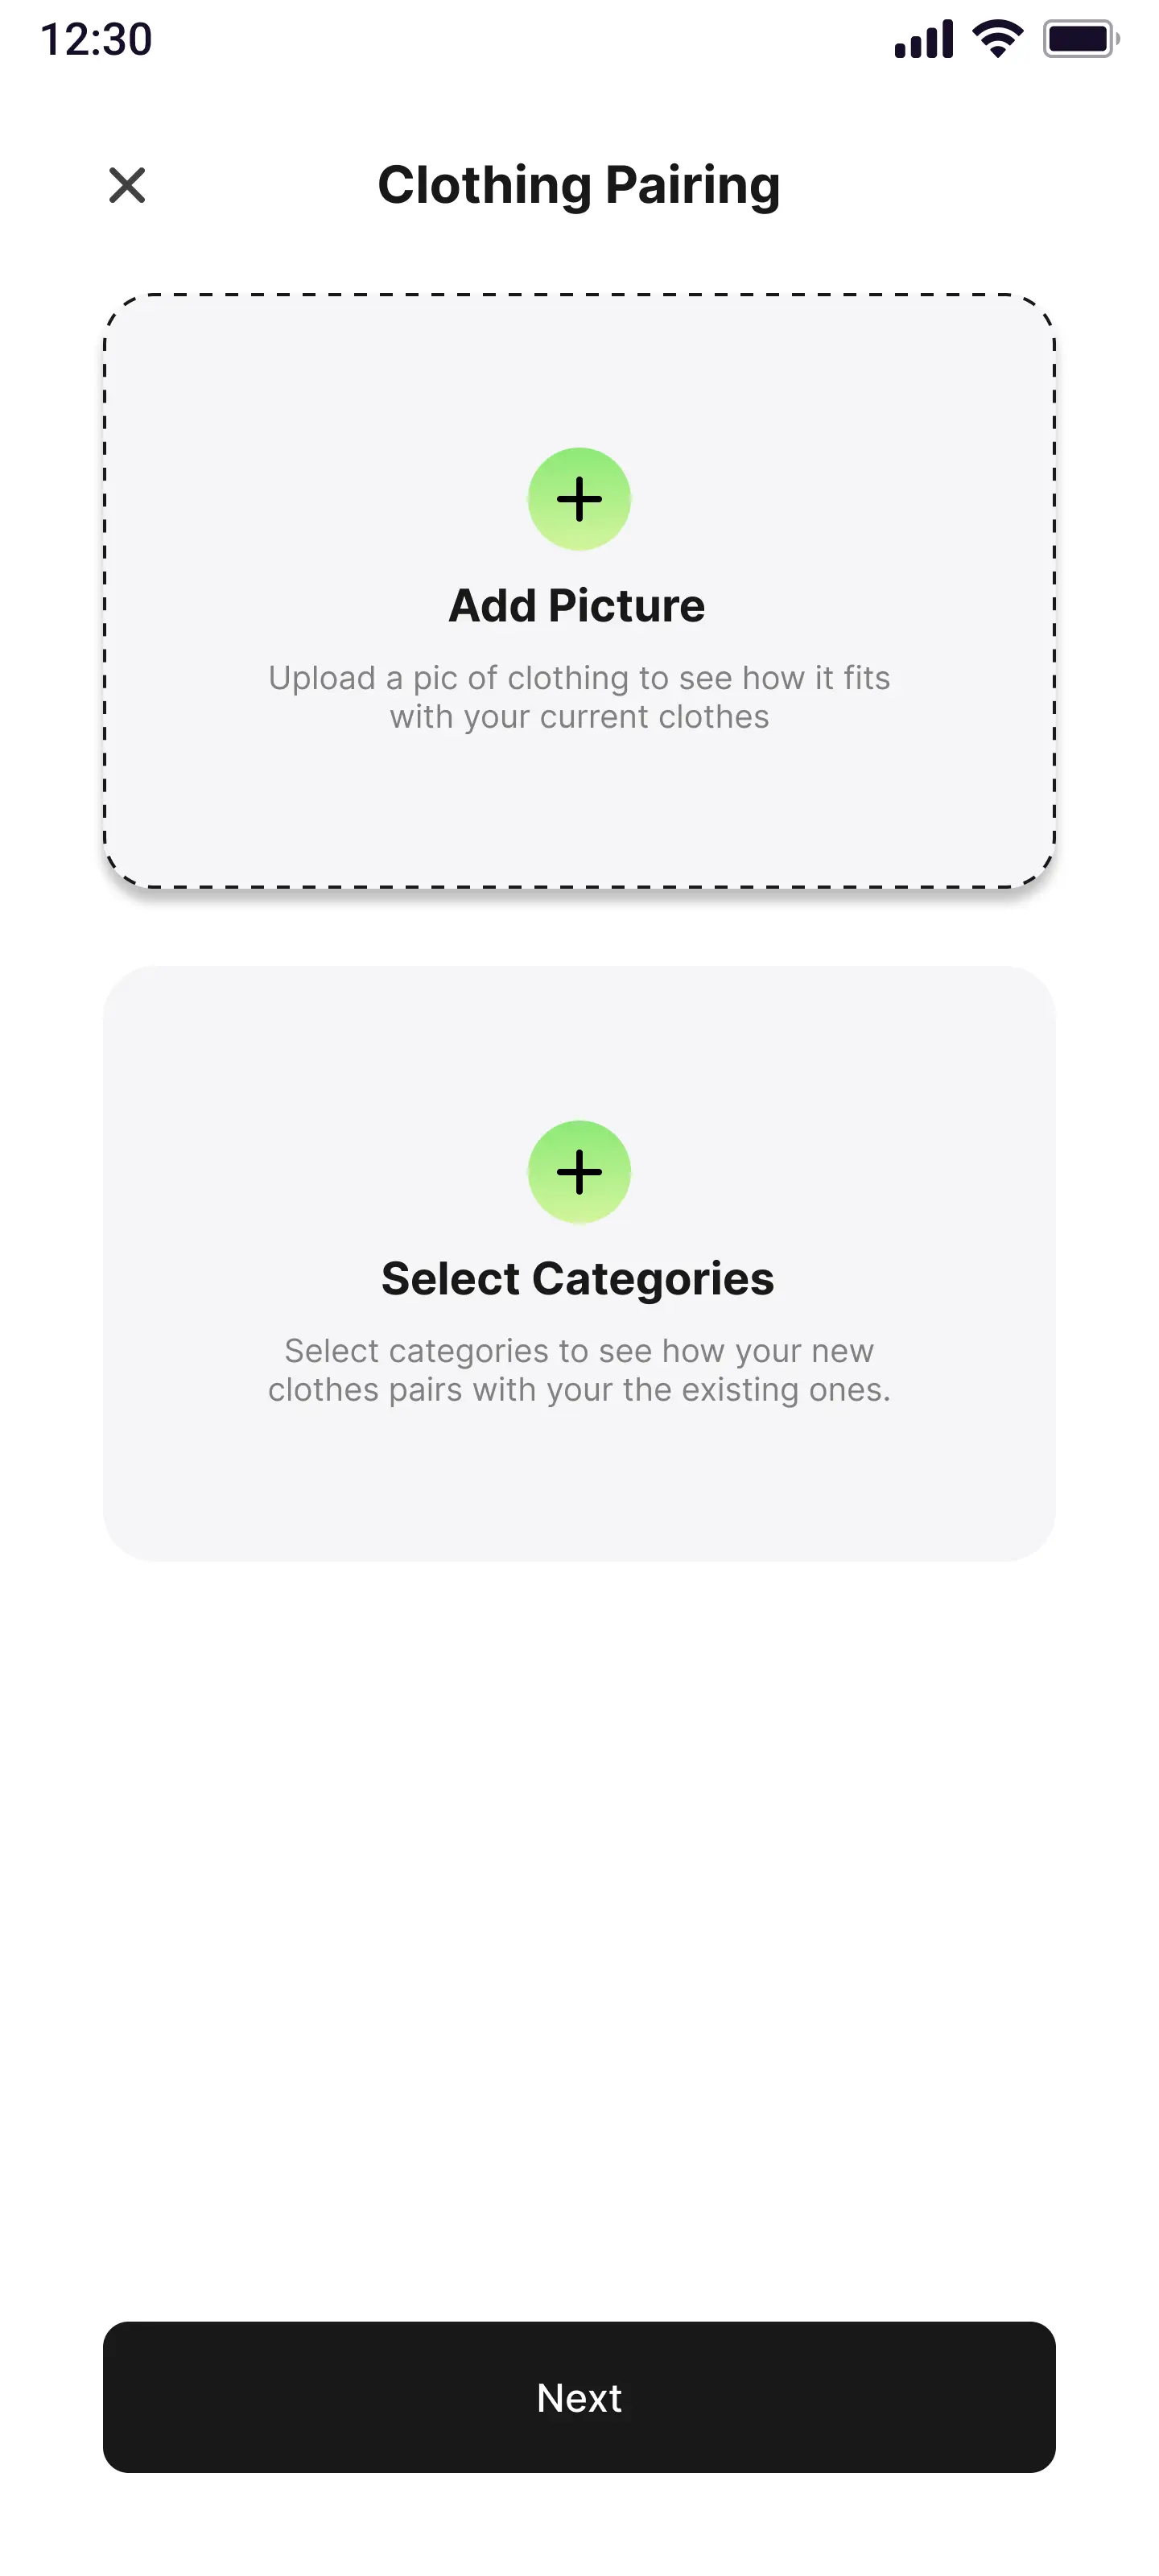 12:30
Clothing Pairing
Add Picture
Upload a pic of clothing to see how it fits
with your current clothes
Select Categories
Select categories to see how your new
clothes pairs with your the existing ones.
Next